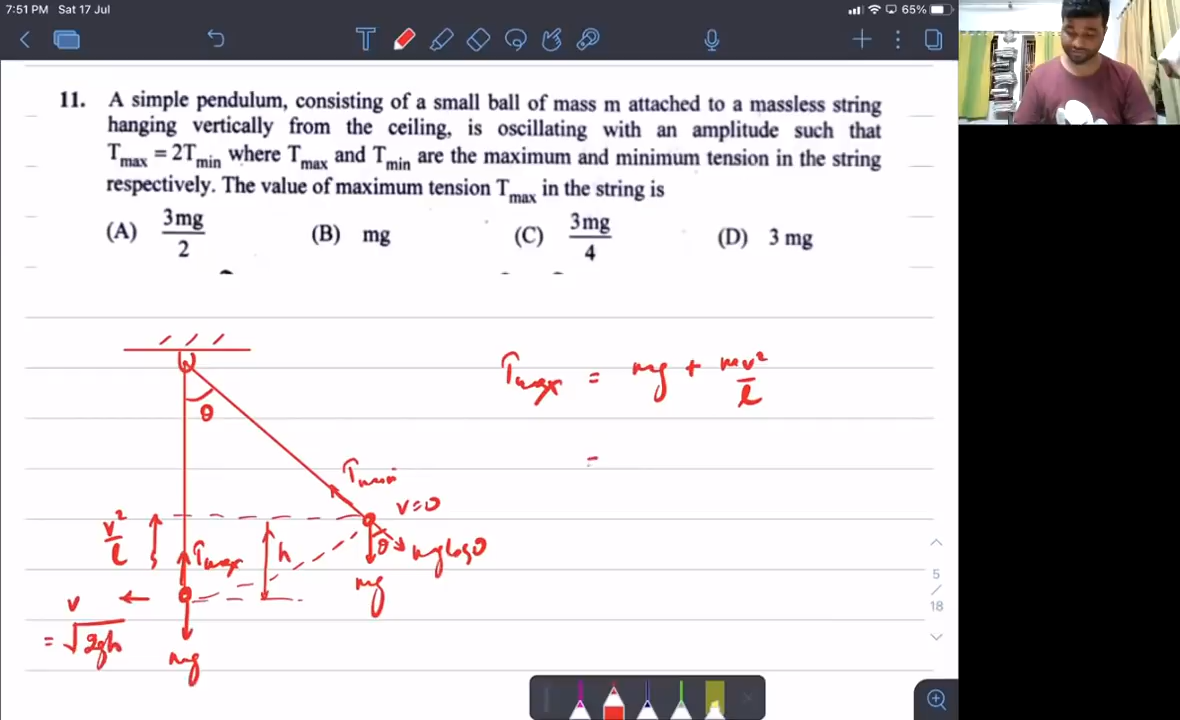 7:51 PM Sat 17 Jul
65%
11. A simple pendulum, consisting of a small ball of mass m attached to a massless string
hanging vertically from the ceiling, is oscillating with an amplitude such that
Tmax = 2Tmin where Tmax and Tmin are the maximum and minimum tension in the string
respectively. The value of maximum tension Tmax in the string is
(A) 3mg/2 (B) mg (C) 3mg/4 (D) 3 mg
θ
Tmax = mg + mv²/l
=
Tmin
v=0
v²/l
Tmax
h
θ
mg cosθ
mg
v
= √2gh
mg
5
/
18